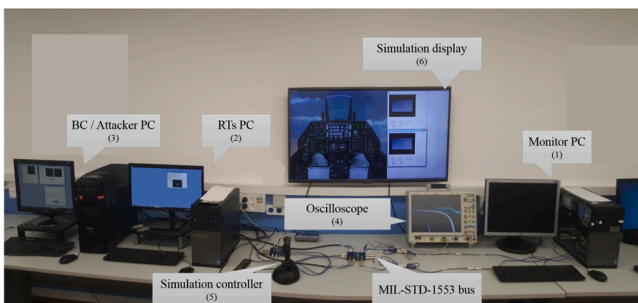 Simulation display
(6)
BC / Attacker PC
(3)
RTs PC
(2)
Monitor PC
(1)
Oscilloscope
(4)
Simulation controller
(5)
MIL-STD-1553 bus